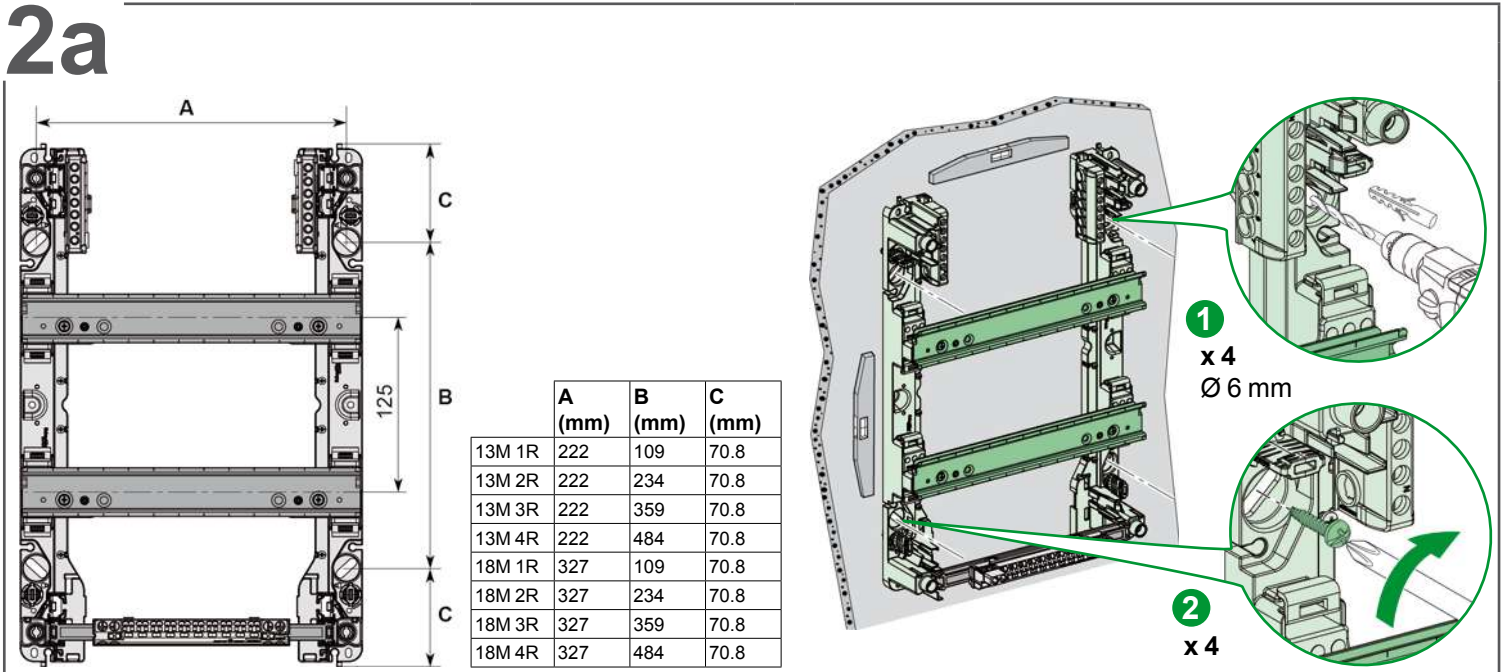 2a
A
C
B
125
C
A (mm) B (mm) C (mm)
13M 1R 222 109 70.8
13M 2R 222 234 70.8
13M 3R 222 359 70.8
13M 4R 222 484 70.8
18M 1R 327 109 70.8
18M 2R 327 234 70.8
18M 3R 327 359 70.8
18M 4R 327 484 70.8
1
x 4
Ø 6 mm
2
x 4